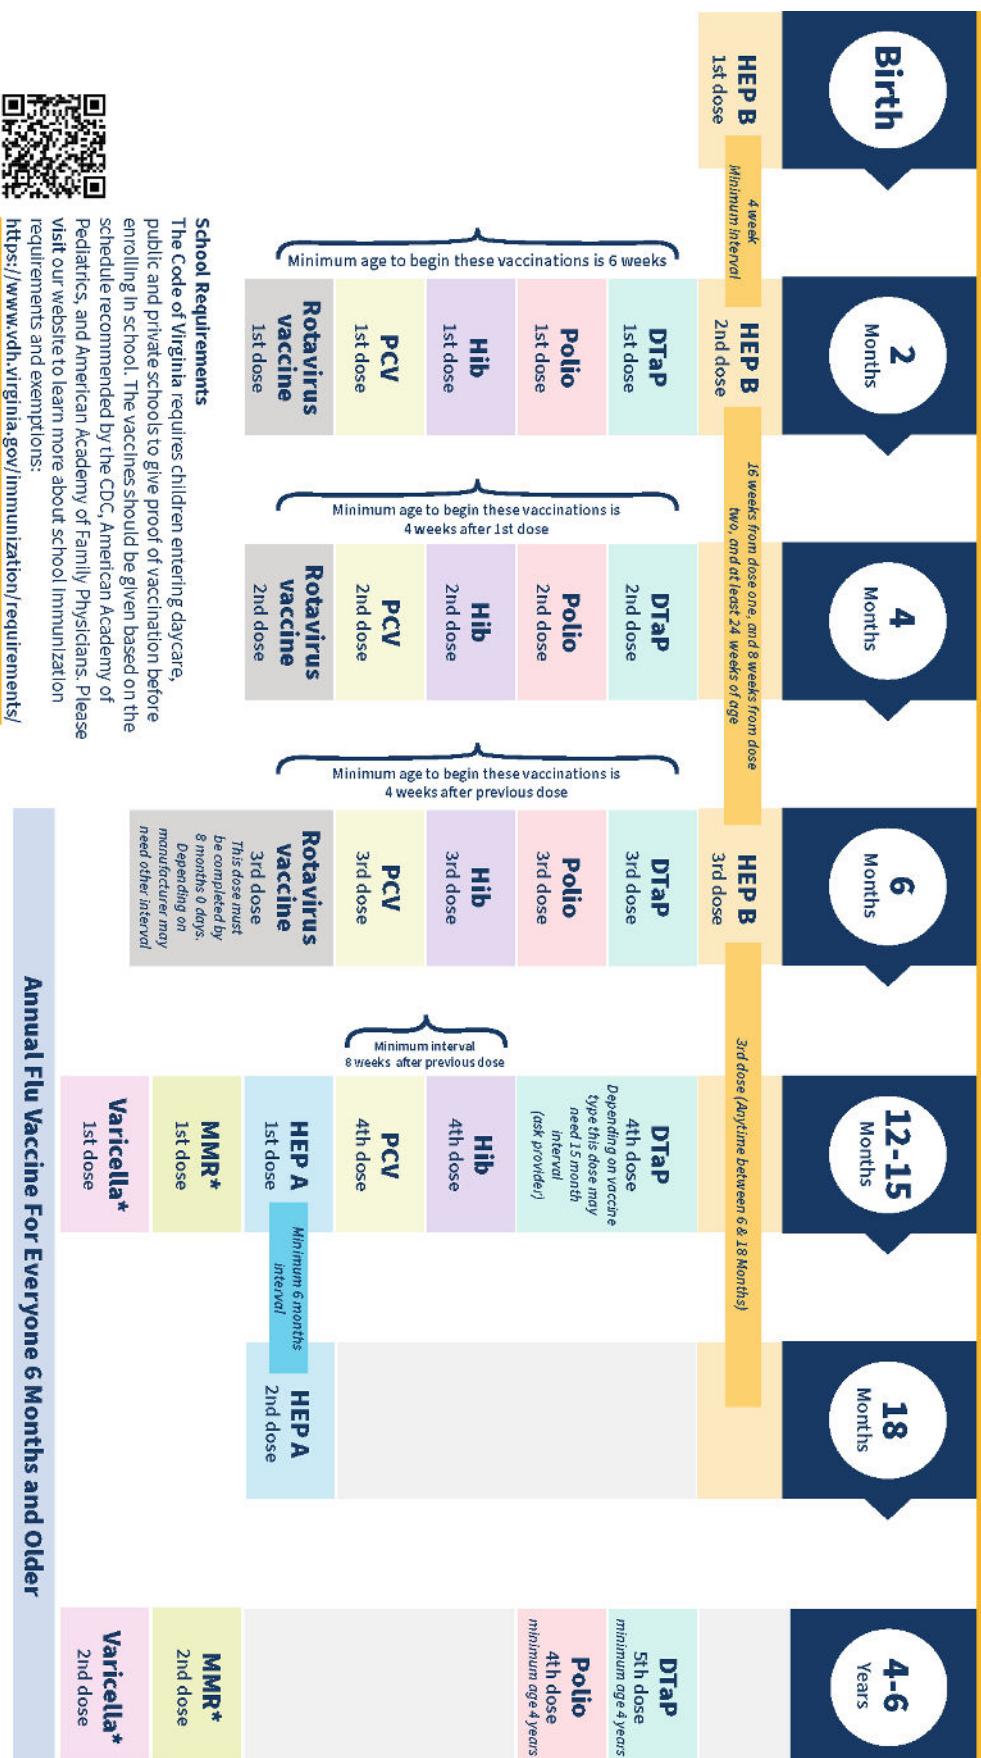 Birth
HEP B
1st dose
4 week
Minimum interval
2
Months
HEP B
2nd dose
Minimum age to begin these vaccinations is 6 weeks
DTaP
1st dose
Polio
1st dose
Hib
1st dose
PCV
1st dose
Rotavirus
vaccine
1st dose
16 weeks from dose one, and 8 weeks from dose
two, and at least 24 weeks of age
4
Months
Minimum age to begin these vaccinations is
4 weeks after 1st dose
DTaP
2nd dose
Polio
2nd dose
Hib
2nd dose
PCV
2nd dose
Rotavirus
vaccine
2nd dose
6
Months
HEP B
3rd dose
Minimum age to begin these vaccinations is
4 weeks after previous dose
DTaP
3rd dose
Polio
3rd dose
Hib
3rd dose
PCV
3rd dose
Rotavirus
vaccine
3rd dose
This dose must
be completed by
8 months 0 days.
Depending on
manufacturer may
need other interval
3rd dose (Anytime between 6 & 18 Months)
12-15
Months
DTaP
4th dose
Depending on vaccine
type this dose may
need 15 month
interval
(ask provider)
Minimum interval
8 weeks after previous dose
Hib
4th dose
PCV
4th dose
HEP A
1st dose
MMR*
1st dose
Varicella*
1st dose
Minimum 6 months
interval
18
Months
HEP A
2nd dose
4-6
Years
DTaP
5th dose
minimum age 4 years
Polio
4th dose
minimum age 4 years
MMR*
2nd dose
Varicella*
2nd dose
School Requirements
The Code of Virginia requires children entering daycare,
public and private schools to give proof of vaccination before
enrolling in school. The vaccines should be given based on the
schedule recommended by the CDC, American Academy of
Pediatrics, and American Academy of Family Physicians. Please
visit our website to learn more about school immunization
requirements and exemptions:
https://www.vdh.virginia.gov/immunization/requirements/
Annual Flu Vaccine For Everyone 6 Months and Older